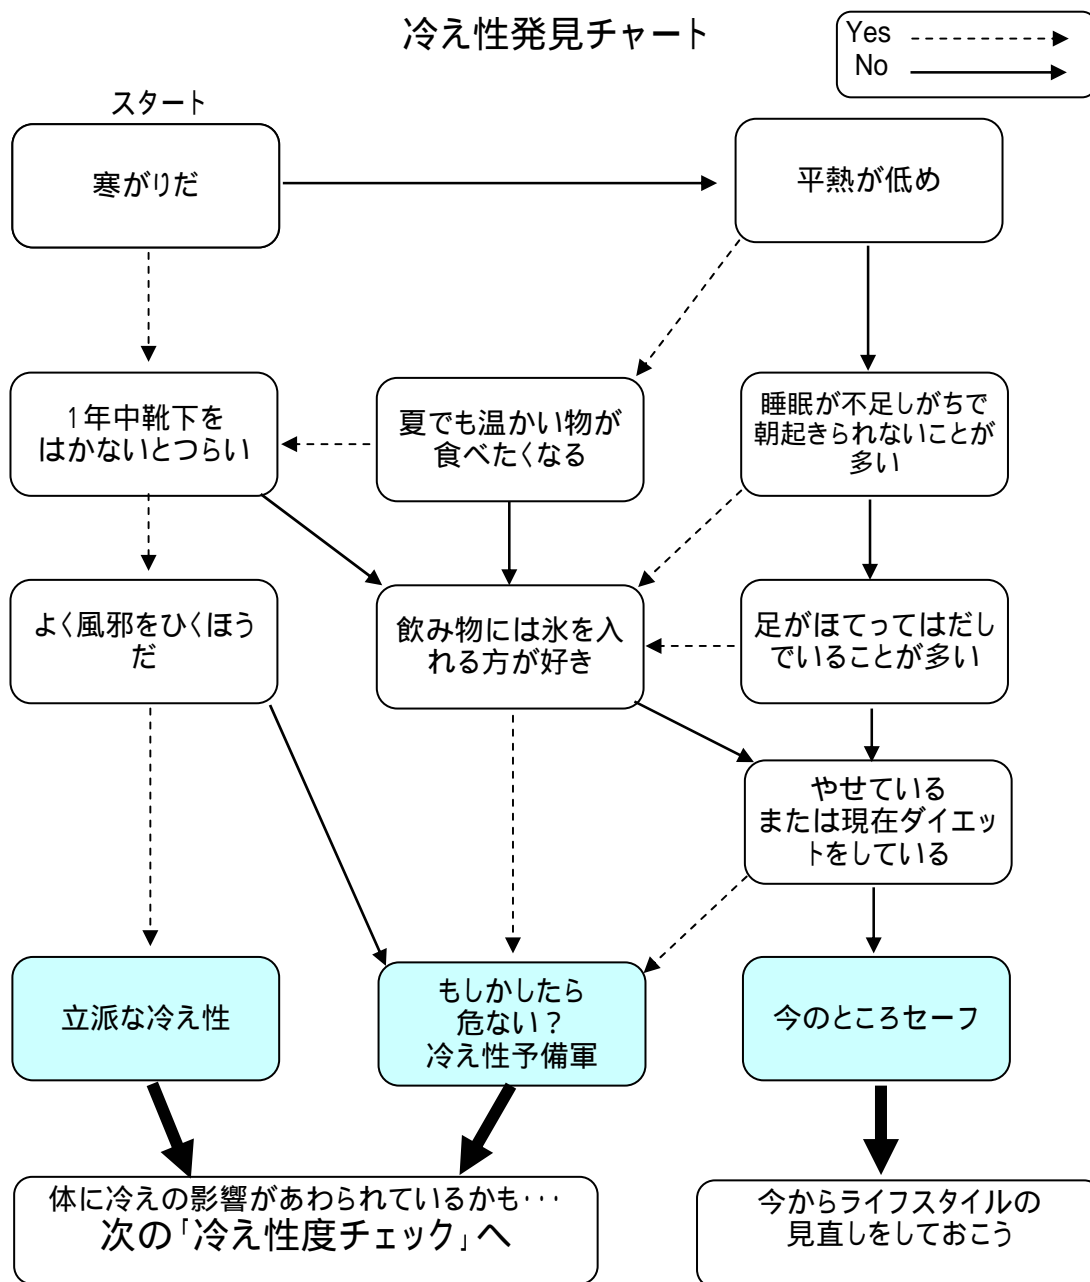 冷え性発見チャート
Yes
No
スタート
寒がりだ
平熱が低め
1年中靴下を
はかないとつらい
夏でも温かい物が
食べたくなる
睡眠が不足しがちで
朝起きられないことが
多い
よく風邪をひくほう
だ
飲み物には氷を入
れる方が好き
足がほてってはだし
でいることが多い
やせている
または現在ダイエッ
トをしている
立派な冷え性
もしかしたら
危ない？
冷え性予備軍
今のところセーフ
体に冷えの影響があわられているかも･･･
次の「冷え性度チェック」へ
今からライフスタイルの
見直しをしておこう